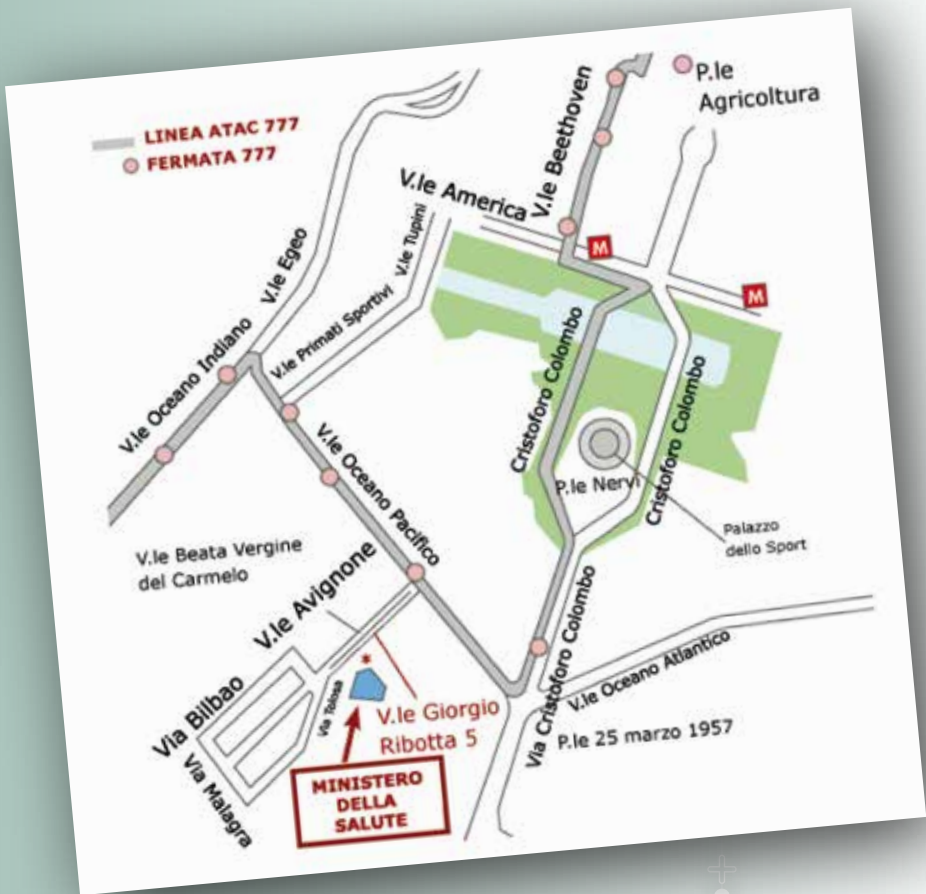 LINEA ATAC 777
FERMATA 777
P.le
Agricoltura
V.le Beethoven
V.le America
M
M
V.le Tupini
V.le Egeo
V.le Primati Sportivi
V.le Oceano Indiano
Cristoforo Colombo
Cristoforo Colombo
P.le Nervi
Palazzo
dello Sport
V.le Oceano Pacifico
V.le Beata Vergine
del Carmelo
V.le Avignone
*
Via Bilbao
Via Tolosa
V.le Giorgio
Ribotta 5
Via Malagra
MINISTERO
DELLA
SALUTE
Via Cristoforo Colombo
V.le Oceano Atlantico
P.le 25 marzo 1957